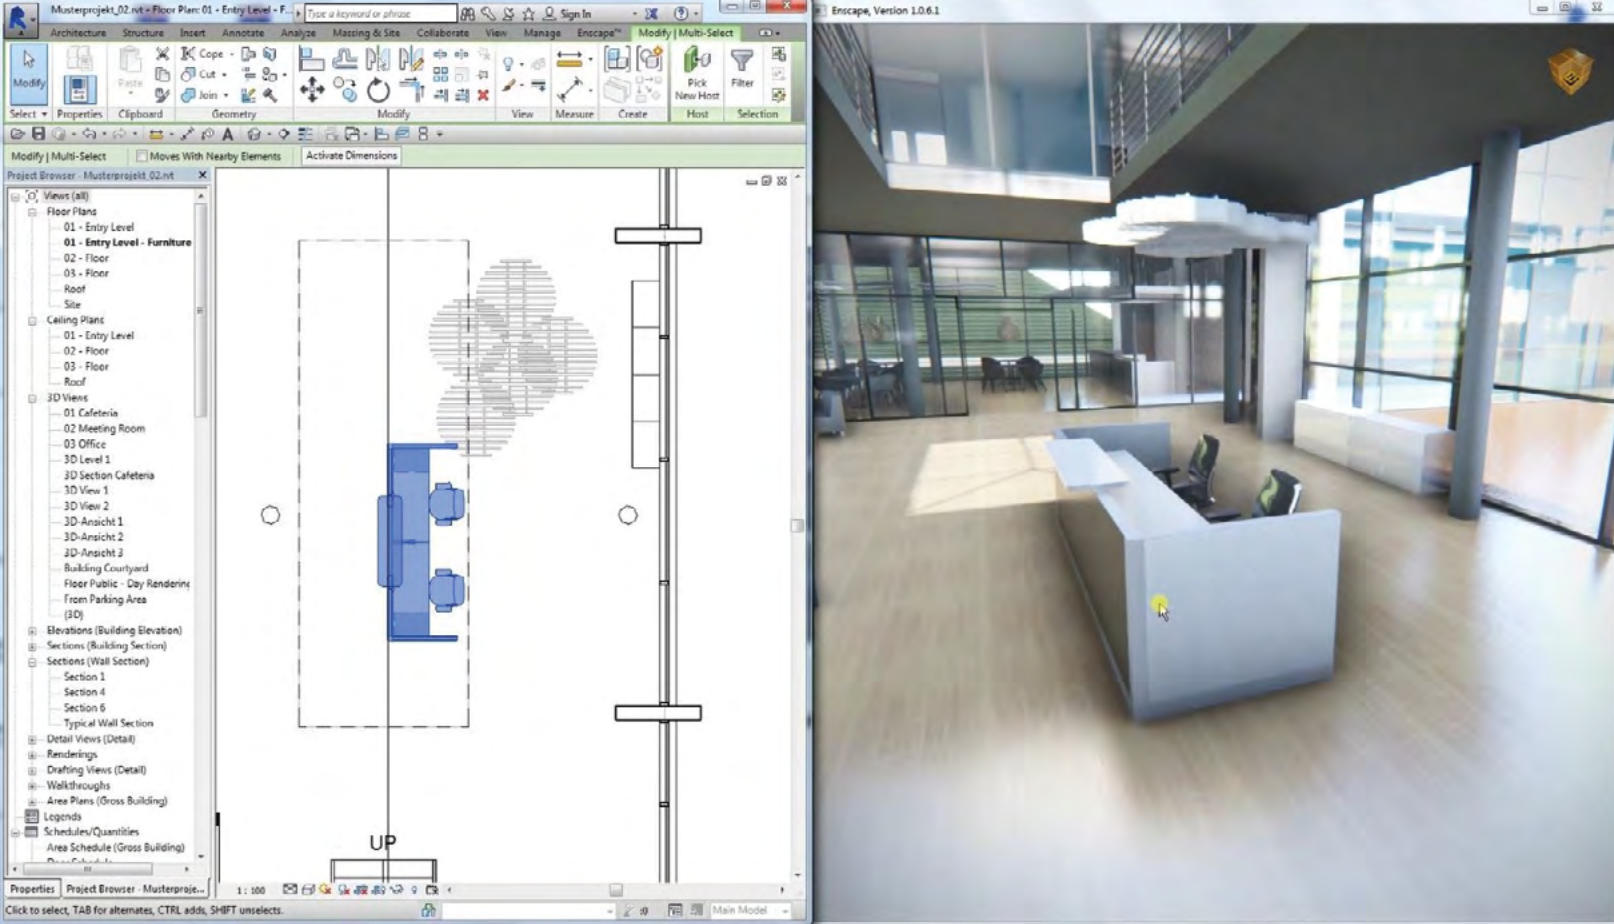 Musterprojekt_02.rvt - Floor Plan: 01 - Entry Level - F...
Type a keyword or phrase
Sign In
Enscape, Version 1.0.6.1
Architecture Structure Insert Annotate Analyze Massing & Site Collaborate View Manage Enscape™ Modify | Multi-Select
Modify
Paste
Cope
Cut
Join
Pick New Host
Filter
Select Properties Clipboard Geometry Modify View Measure Create Host Selection
Modify | Multi-Select Moves With Nearby Elements Activate Dimensions
Project Browser - Musterprojekt_02.rvt
Views (all)
Floor Plans
01 - Entry Level
01 - Entry Level - Furniture
02 - Floor
03 - Floor
Roof
Site
Ceiling Plans
01 - Entry Level
02 - Floor
03 - Floor
Roof
3D Views
01 Cafeteria
02 Meeting Room
03 Office
3D Level 1
3D Section Cafeteria
3D View 1
3D View 2
3D-Ansicht 1
3D-Ansicht 2
3D-Ansicht 3
Building Courtyard
Floor Public - Day Rendering
From Parking Area
{3D}
Elevations (Building Elevation)
Sections (Building Section)
Sections (Wall Section)
Section 1
Section 4
Section 6
Typical Wall Section
Detail Views (Detail)
Renderings
Drafting Views (Detail)
Walkthroughs
Area Plans (Gross Building)
Legends
Schedules/Quantities
Area Schedule (Gross Building)
UP
Properties Project Browser - Musterproje...
1 : 100
Click to select, TAB for alternates, CTRL adds, SHIFT unselects.
:0
Main Model